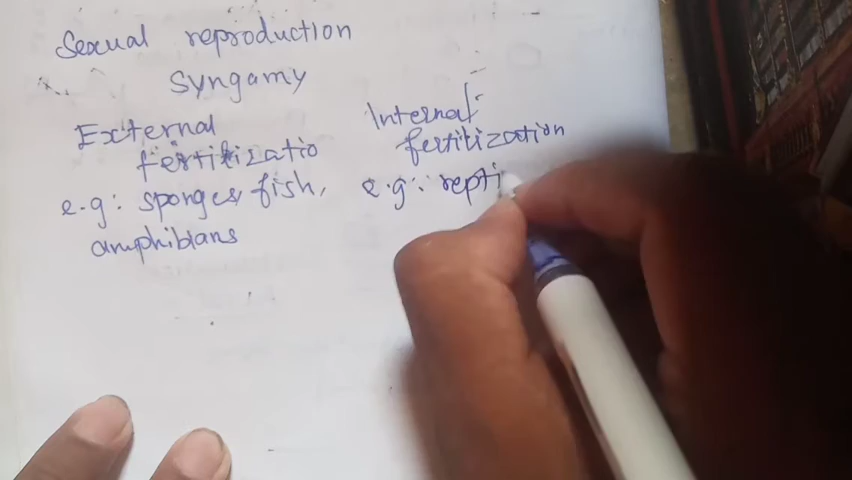 Sexual reproduction
Syngamy
External
fertilizatio
e.g: sponges, fish,
amphibians
Internal
fertilization
e.g: repti